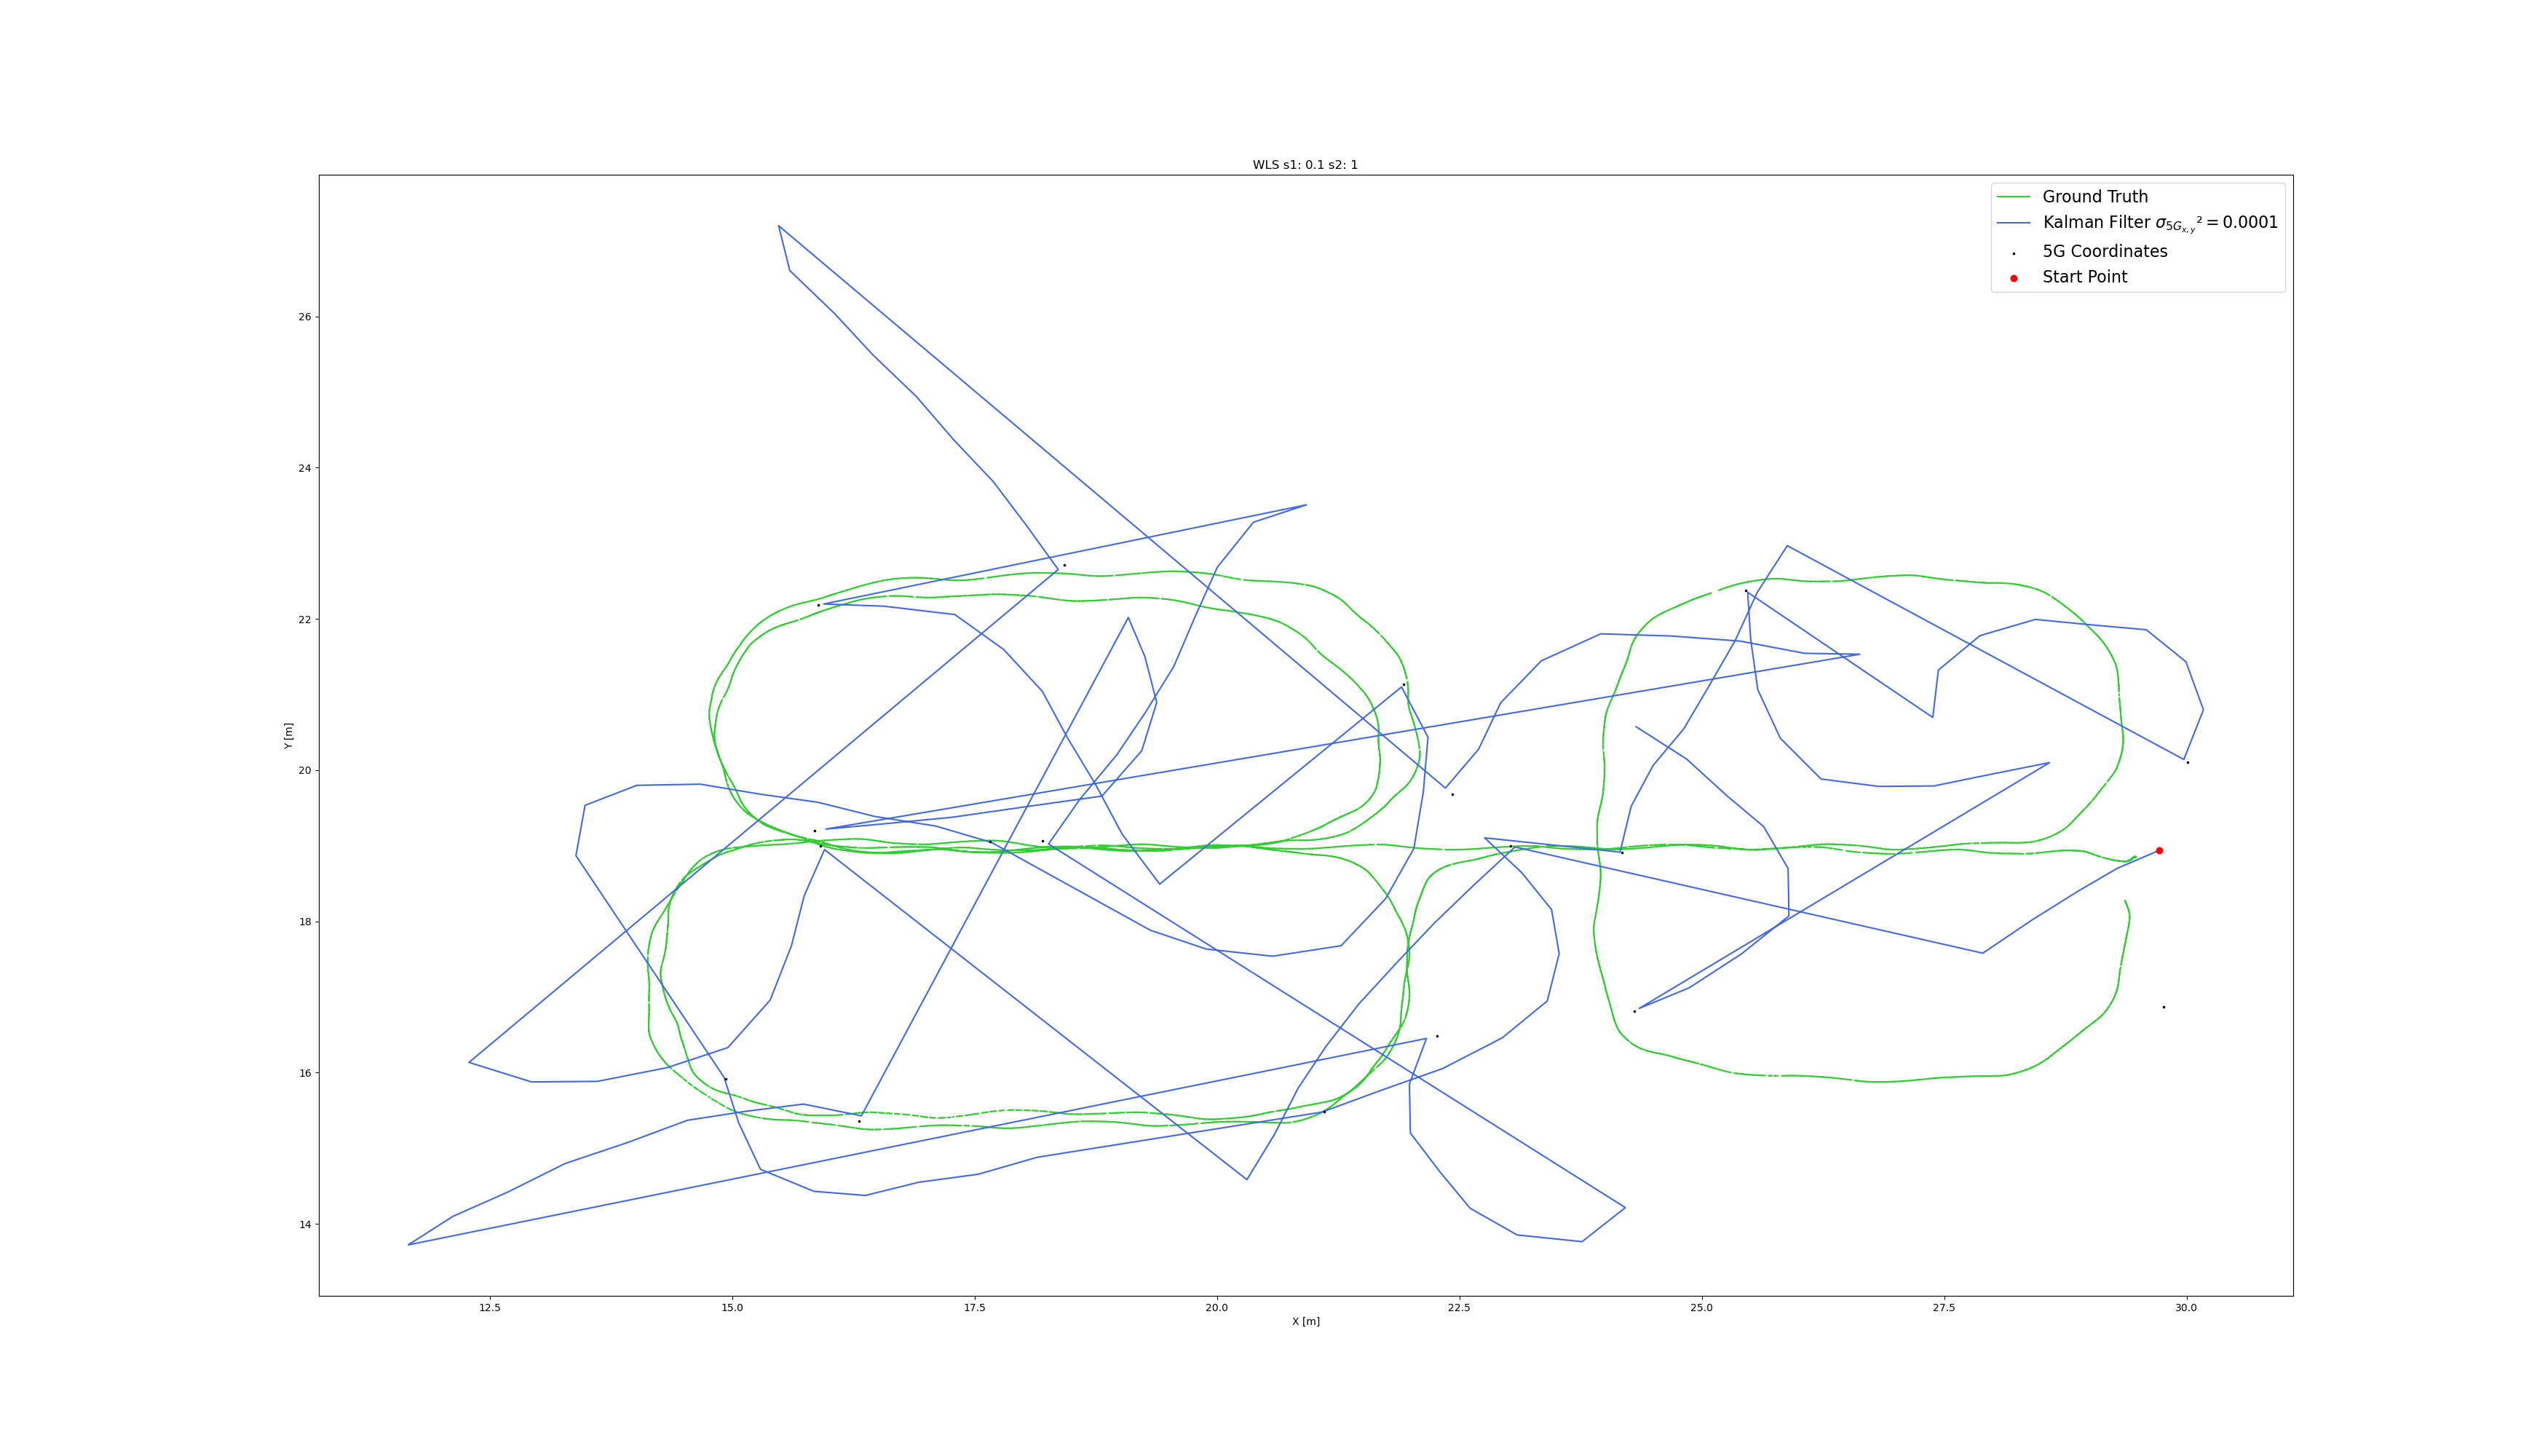 WLS s1: 0.1 s2: 1
Ground Truth
Kalman Filter σ5Gx,y² = 0.0001
5G Coordinates
Start Point
26
24
22
20
18
16
14
Y [m]
12.5 15.0 17.5 20.0 22.5 25.0 27.5 30.0
X [m]